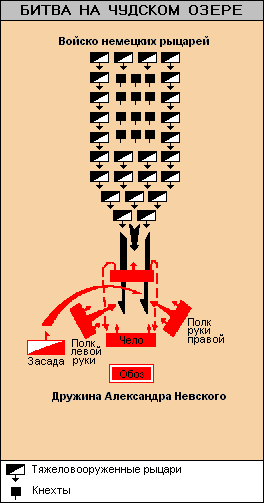 БИТВА НА ЧУДСКОМ ОЗЕРЕ
Войско немецких рыцарей
Чело
Полк
левой
руки
Полк
руки
правой
Засада
Обоз
Дружина Александра Невского
Тяжеловооруженные рыцари
Кнехты